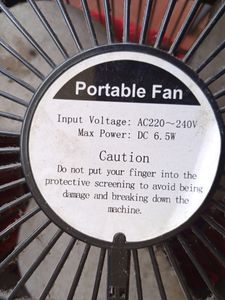 Portable Fan
Input Voltage: AC220～240V
Max Power: DC 6.5W
Caution
Do not put your finger into the
protective screening to avoid being
damage and breaking down the
machine.